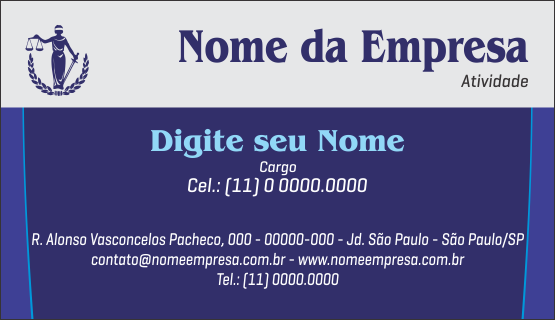 Nome da Empresa
Atividade
Digite seu Nome
Cargo
Cel.: (11) 0 0000.0000
R. Alonso Vasconcelos Pacheco, 000 - 00000-000 - Jd. São Paulo - São Paulo/SP
contato@nomeempresa.com.br - www.nomeempresa.com.br
Tel.: (11) 0000.0000